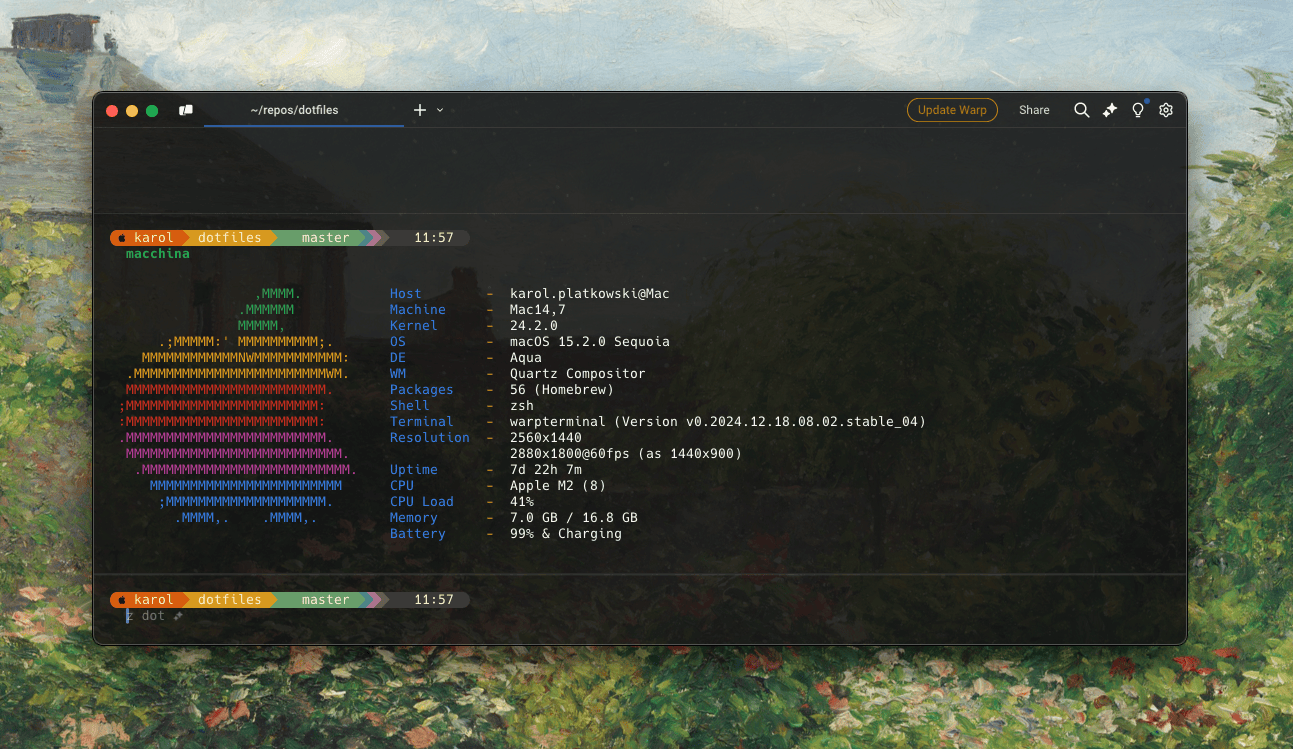 ~/repos/dotfiles
Update Warp
Share
karol dotfiles master 11:57
macchina
,MMMM.
.MMMMMM
MMMMM,
.;MMMMM:' MMMMMMMMMM;.
MMMMMMMMMMMMNWMMMMMMMMMMM:
.MMMMMMMMMMMMMMMMMMMMMMMMWM.
MMMMMMMMMMMMMMMMMMMMMMMMM.
;MMMMMMMMMMMMMMMMMMMMMMMM:
:MMMMMMMMMMMMMMMMMMMMMMMM:
.MMMMMMMMMMMMMMMMMMMMMMMMM.
MMMMMMMMMMMMMMMMMMMMMMMMMMM.
.MMMMMMMMMMMMMMMMMMMMMMMMMM.
MMMMMMMMMMMMMMMMMMMMMMMM
;MMMMMMMMMMMMMMMMMMMM.
.MMMM,. .MMMM,.
Host - karol.platkowski@Mac
Machine - Mac14,7
Kernel - 24.2.0
OS - macOS 15.2.0 Sequoia
DE - Aqua
WM - Quartz Compositor
Packages - 56 (Homebrew)
Shell - zsh
Terminal - warpterminal (Version v0.2024.12.18.08.02.stable_04)
Resolution - 2560x1440
2880x1800@60fps (as 1440x900)
Uptime - 7d 22h 7m
CPU - Apple M2 (8)
CPU Load - 41%
Memory - 7.0 GB / 16.8 GB
Battery - 99% & Charging
karol dotfiles master 11:57
z dot